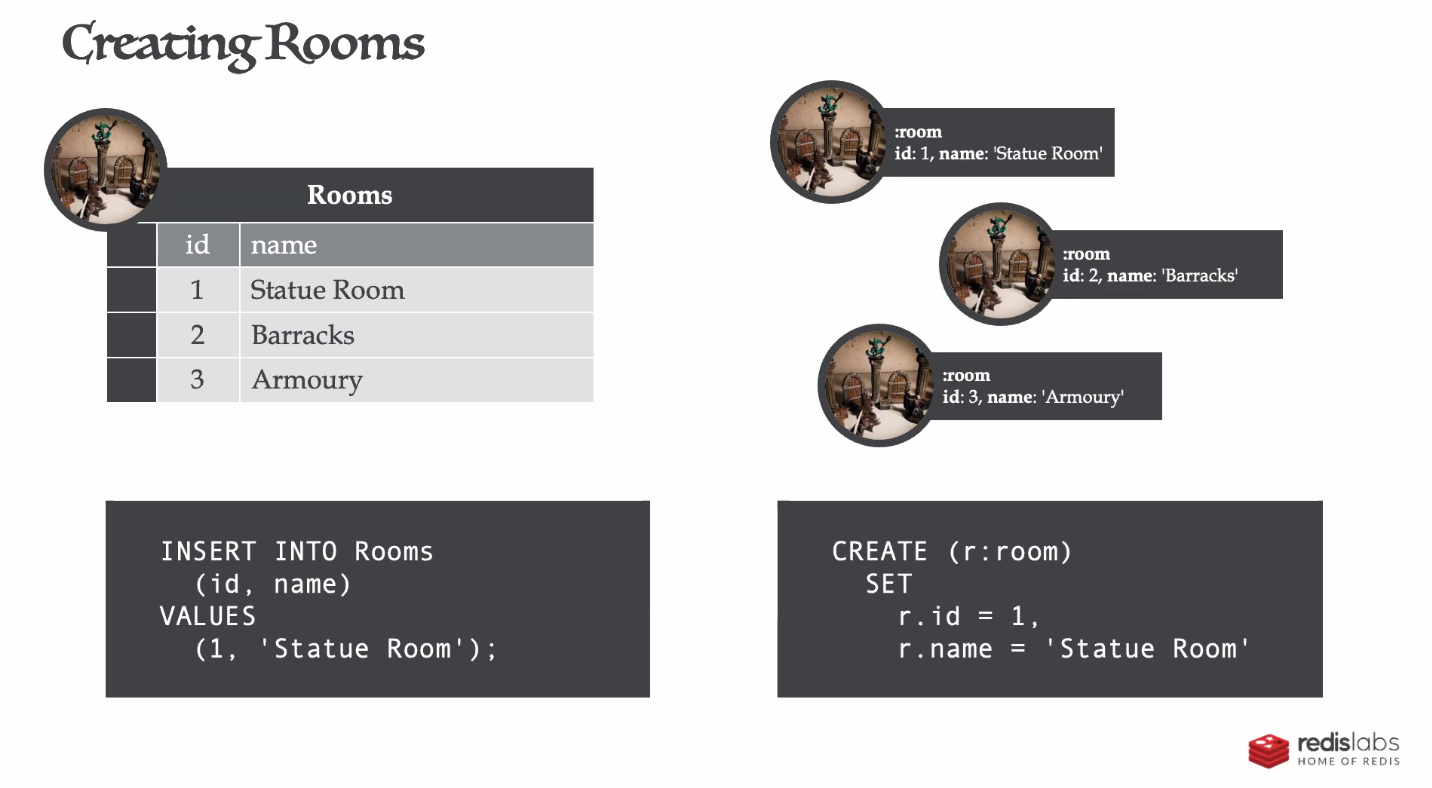 Creating Rooms
Rooms
id name
1 Statue Room
2 Barracks
3 Armoury
:room
id: 1, name: 'Statue Room'
:room
id: 2, name: 'Barracks'
:room
id: 3, name: 'Armoury'
INSERT INTO Rooms
(id, name)
VALUES
(1, 'Statue Room');
CREATE (r:room)
SET
r.id = 1,
r.name = 'Statue Room'
redislabs
HOME OF REDIS